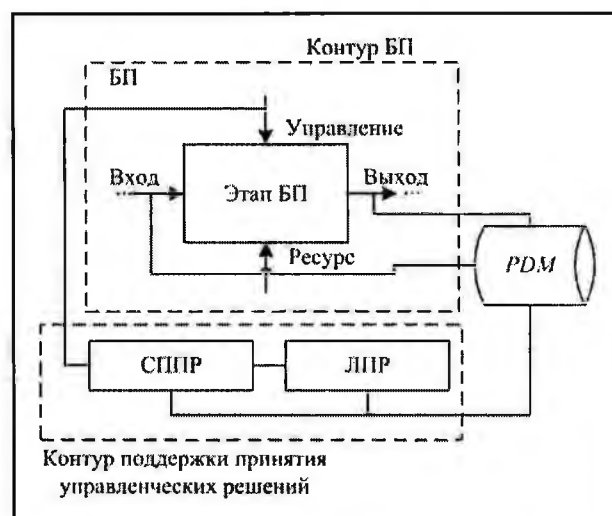 Контур БП
БП
Управление
Вход
Этап БП
Выход
Ресурс
PDM
СППР
ЛПР
Контур поддержки принятия
управленческих решений